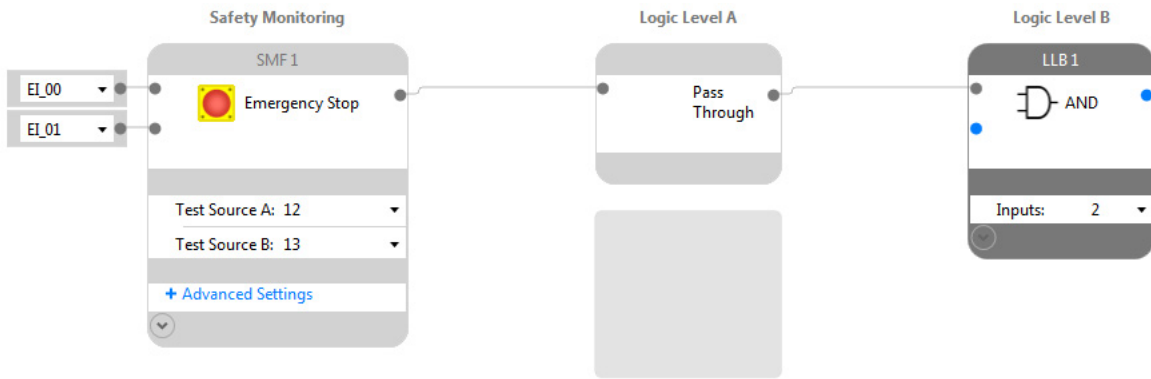 Safety Monitoring
Logic Level A
Logic Level B
SMF 1
LLB 1
EI_00
EI_01
Emergency Stop
Pass
Through
AND
Test Source A: 12
Test Source B: 13
Inputs: 2
+ Advanced Settings